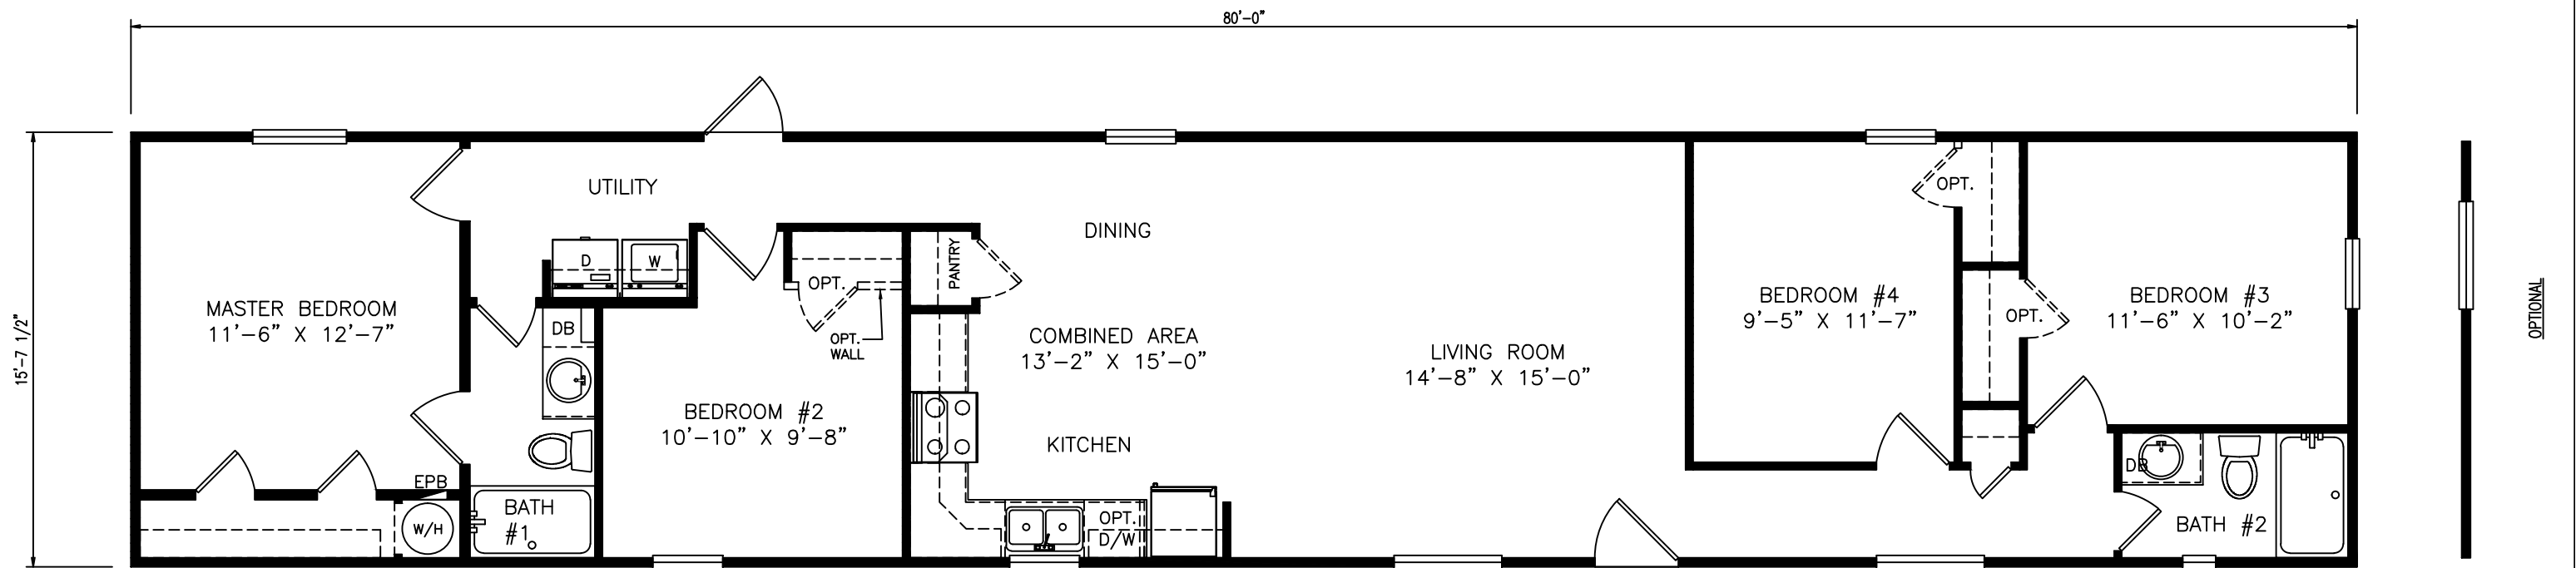 80'-0"
15'-7 1/2"
UTILITY
DINING
OPT.
D
W
PANTRY
OPT.
MASTER BEDROOM
11'-6" X 12'-7"
DB
OPT.
WALL
COMBINED AREA
13'-2" X 15'-0"
LIVING ROOM
14'-8" X 15'-0"
BEDROOM #4
9'-5" X 11'-7"
OPT.
BEDROOM #3
11'-6" X 10'-2"
OPTIONAL
BEDROOM #2
10'-10" X 9'-8"
KITCHEN
DB
EPB
W/H
BATH
#1
OPT.
D/W
BATH #2